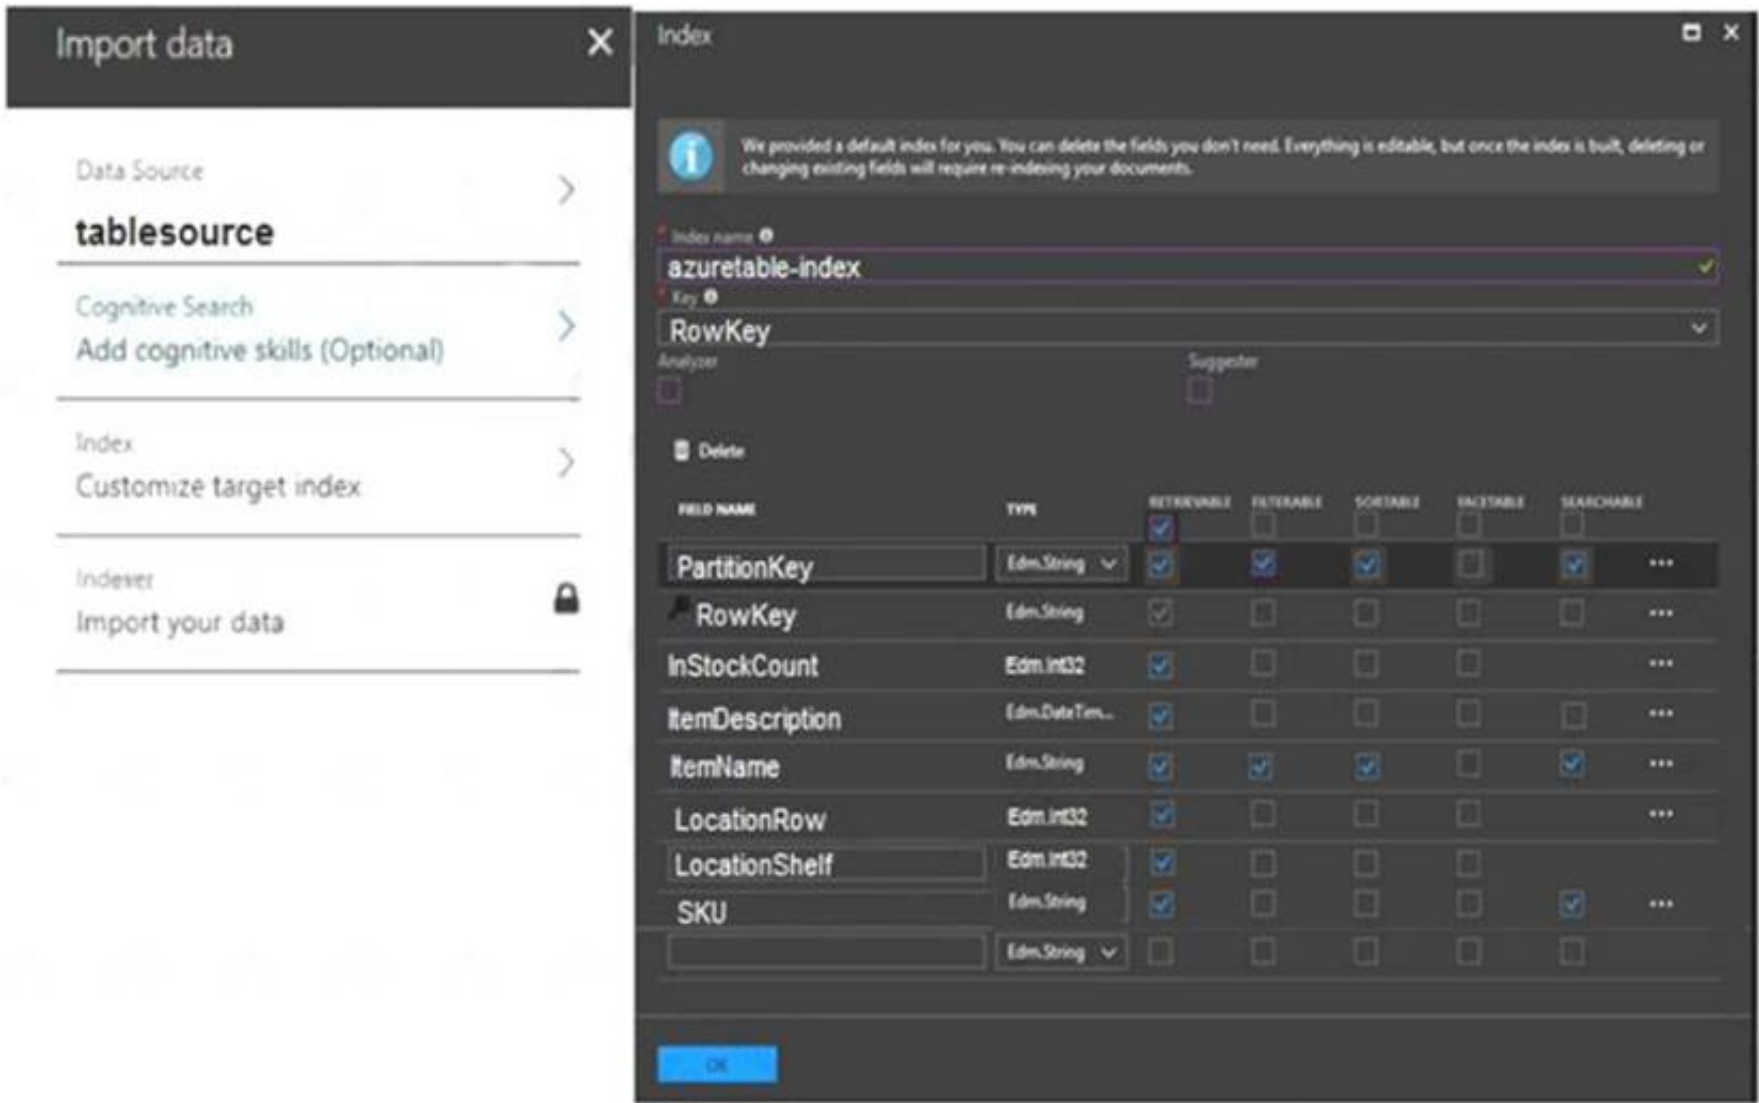 Import data
Data Source
tablesource
Cognitive Search
Add cognitive skills (Optional)
Index
Customize target index
Indexer
Import your data
Index
We provided a default index for you. You can delete the fields you don't need. Everything is editable, but once the index is built, deleting or
changing existing fields will require re-indexing your documents.
* Index name
azuretable-index
* Key
RowKey
Analyzer Suggester
Delete
FIELD NAME TYPE RETRIEVABLE FILTERABLE SORTABLE FACETABLE SEARCHABLE
PartitionKey Edm.String ...
RowKey Edm.String ...
InStockCount Edm.Int32 ...
ItemDescription Edm.DateTim... ...
ItemName Edm.String ...
LocationRow Edm.Int32 ...
LocationShelf Edm.Int32
SKU Edm.String ...
Edm.String
OK